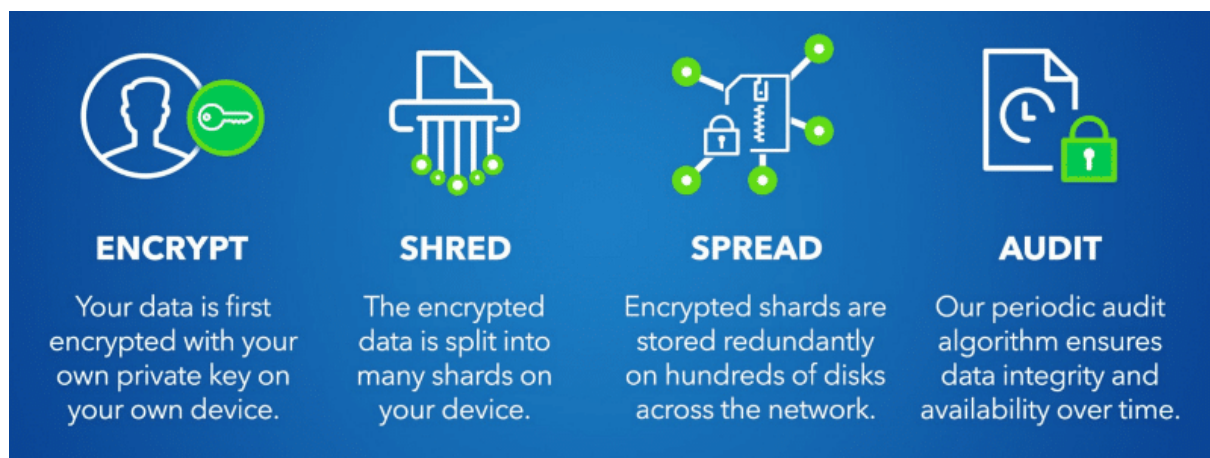 ENCRYPT
Your data is first
encrypted with your
own private key on
your own device.
SHRED
The encrypted
data is split into
many shards on
your device.
SPREAD
Encrypted shards are
stored redundantly
on hundreds of disks
across the network.
AUDIT
Our periodic audit
algorithm ensures
data integrity and
availability over time.